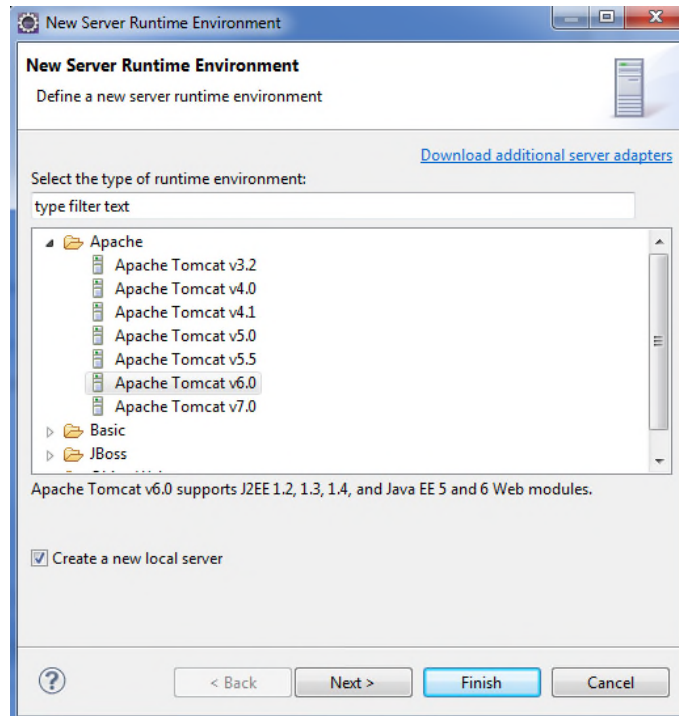 New Server Runtime Environment
New Server Runtime Environment
Define a new server runtime environment
Download additional server adapters
Select the type of runtime environment:
type filter text
Apache
Apache Tomcat v3.2
Apache Tomcat v4.0
Apache Tomcat v4.1
Apache Tomcat v5.0
Apache Tomcat v5.5
Apache Tomcat v6.0
Apache Tomcat v7.0
Basic
JBoss
Apache Tomcat v6.0 supports J2EE 1.2, 1.3, 1.4, and Java EE 5 and 6 Web modules.
Create a new local server
? < Back Next > Finish Cancel